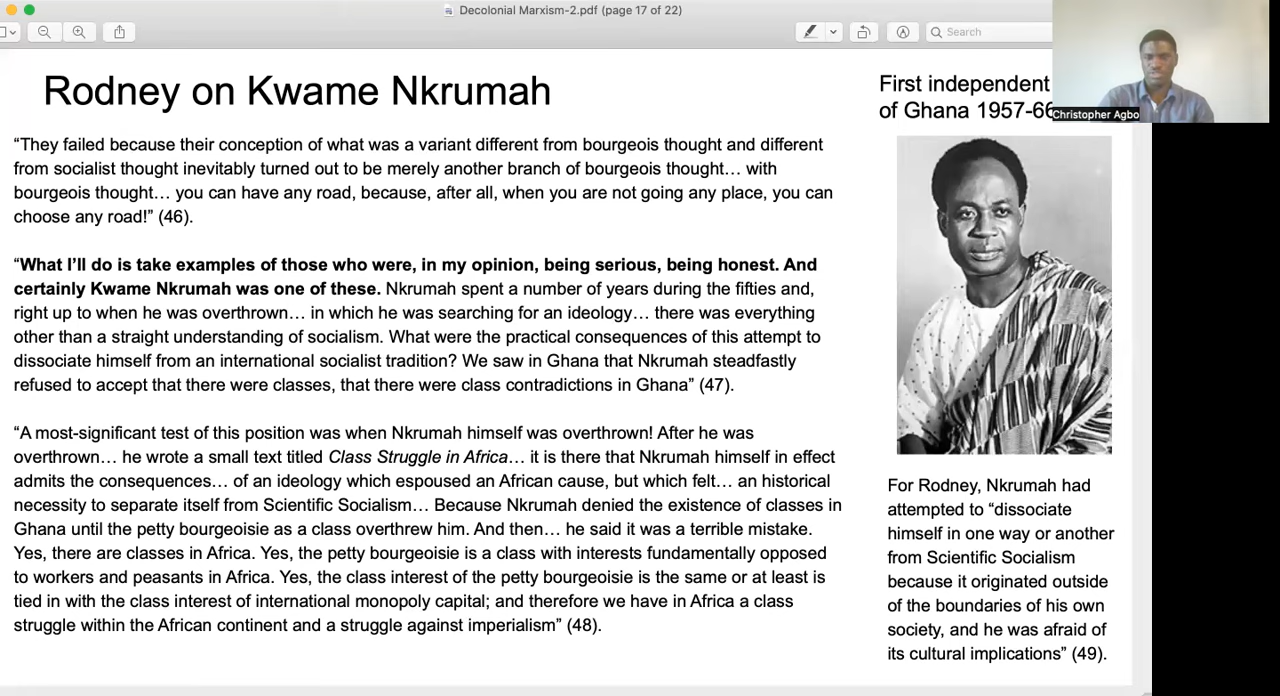 Decolonial Marxism-2.pdf (page 17 of 22)
Search
Christopher Agbo
Rodney on Kwame Nkrumah
“They failed because their conception of what was a variant different from bourgeois thought and different
from socialist thought inevitably turned out to be merely another branch of bourgeois thought… with
bourgeois thought… you can have any road, because, after all, when you are not going any place, you can
choose any road!” (46).
“What I’ll do is take examples of those who were, in my opinion, being serious, being honest. And
certainly Kwame Nkrumah was one of these. Nkrumah spent a number of years during the fifties and,
right up to when he was overthrown… in which he was searching for an ideology… there was everything
other than a straight understanding of socialism. What were the practical consequences of this attempt to
dissociate himself from an international socialist tradition? We saw in Ghana that Nkrumah steadfastly
refused to accept that there were classes, that there were class contradictions in Ghana” (47).
“A most-significant test of this position was when Nkrumah himself was overthrown! After he was
overthrown… he wrote a small text titled Class Struggle in Africa… it is there that Nkrumah himself in effect
admits the consequences… of an ideology which espoused an African cause, but which felt… an historical
necessity to separate itself from Scientific Socialism… Because Nkrumah denied the existence of classes in
Ghana until the petty bourgeoisie as a class overthrew him. And then… he said it was a terrible mistake.
Yes, there are classes in Africa. Yes, the petty bourgeoisie is a class with interests fundamentally opposed
to workers and peasants in Africa. Yes, the class interest of the petty bourgeoisie is the same or at least is
tied in with the class interest of international monopoly capital; and therefore we have in Africa a class
struggle within the African continent and a struggle against imperialism” (48).
First independent
of Ghana 1957-66
For Rodney, Nkrumah had
attempted to “dissociate
himself in one way or another
from Scientific Socialism
because it originated outside
of the boundaries of his own
society, and he was afraid of
its cultural implications” (49).